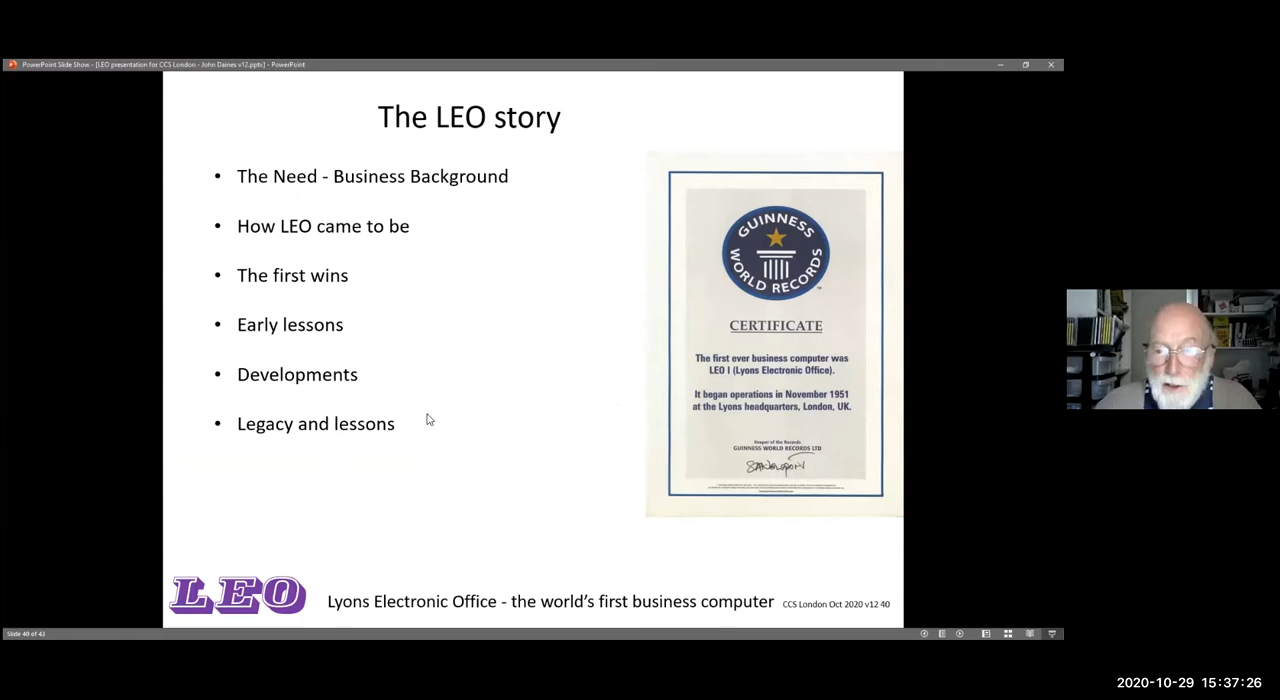 PowerPoint Slide Show - [LEO presentation for CCS London - John Daines v12.pptx] - PowerPoint
The LEO story
• The Need - Business Background
• How LEO came to be
• The first wins
• Early lessons
• Developments
• Legacy and lessons
GUINNESS
WORLD RECORDS
TM
CERTIFICATE
The first ever business computer was
LEO I (Lyons Electronic Office).
It began operations in November 1951
at the Lyons headquarters, London, UK.
Keeper of the Records
GUINNESS WORLD RECORDS LTD
LEO
Lyons Electronic Office - the world's first business computer
CCS London Oct 2020 v12 40
Slide 40 of 43
2020-10-29 15:37:26